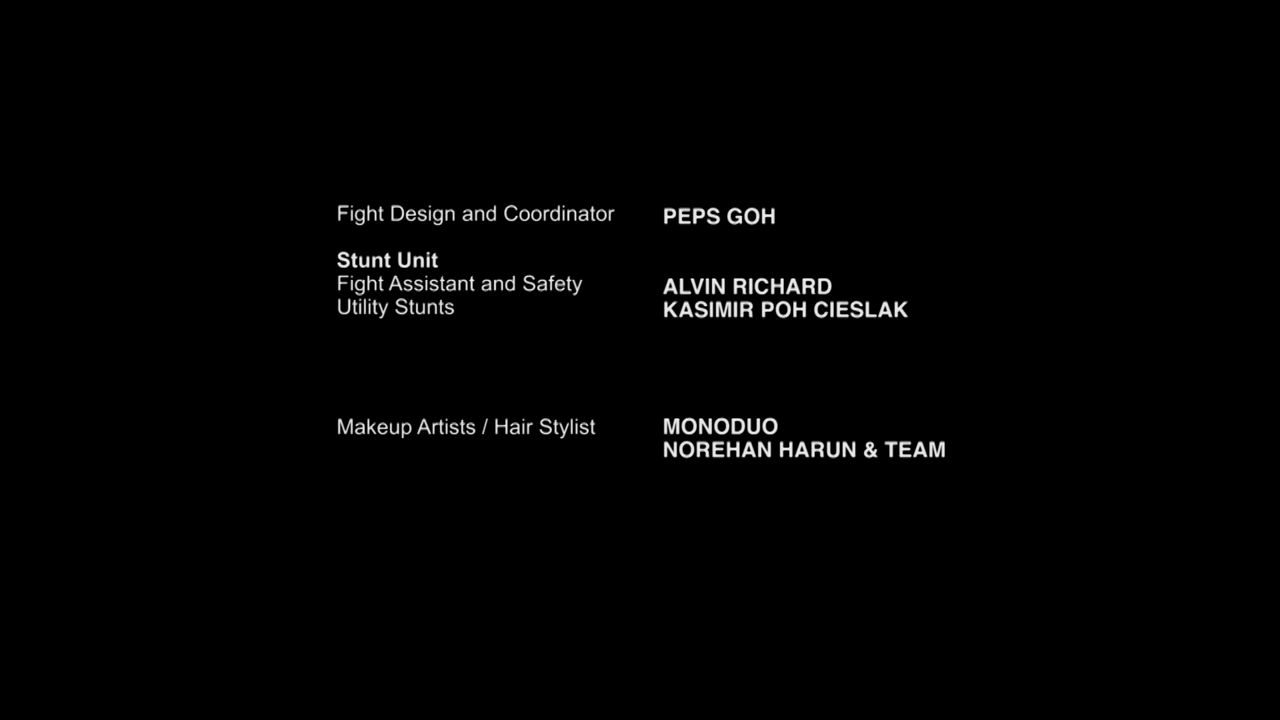 Fight Design and Coordinator PEPS GOH
Stunt Unit
Fight Assistant and Safety ALVIN RICHARD
Utility Stunts KASIMIR POH CIESLAK
Makeup Artists / Hair Stylist MONODUO
NOREHAN HARUN & TEAM